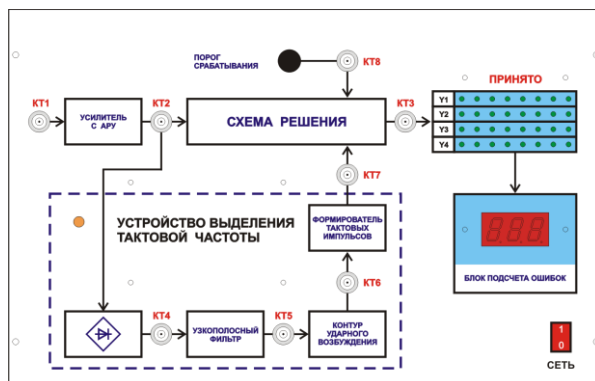 ПОРОГ
СРАБАТЫВАНИЯ
КТ8
ПРИНЯТО
КТ1
УСИЛИТЕЛЬ
С АРУ
КТ2
СХЕМА РЕШЕНИЯ
КТ3
Y1
Y2
Y3
Y4
КТ7
УСТРОЙСТВО ВЫДЕЛЕНИЯ
ТАКТОВОЙ ЧАСТОТЫ
ФОРМИРОВАТЕЛЬ
ТАКТОВЫХ
ИМПУЛЬСОВ
БЛОК ПОДСЧЕТА ОШИБОК
КТ6
КТ4
УЗКОПОЛОСНЫЙ
ФИЛЬТР
КТ5
КОНТУР
УДАРНОГО
ВОЗБУЖДЕНИЯ
1
0
СЕТЬ